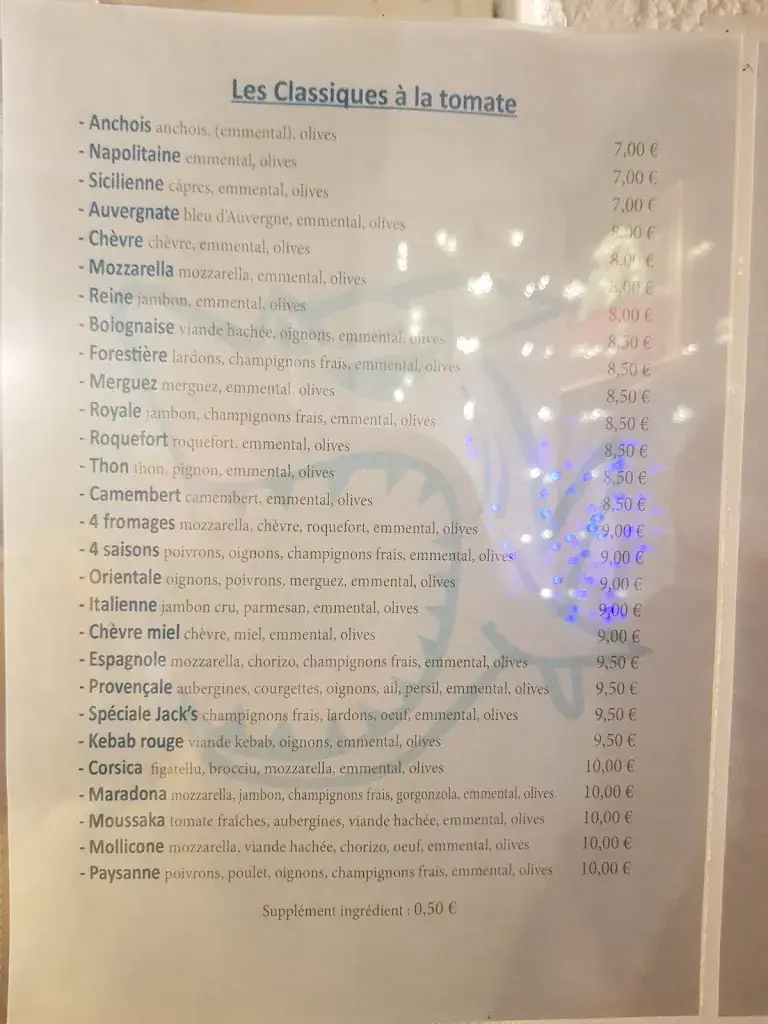 Les Classiques à la tomate
- Anchois anchois, (emmental), olives 7,00 €
- Napolitaine emmental, olives 7,00 €
- Sicilienne câpres, emmental, olives 7,00 €
- Auvergnate bleu d'Auvergne, emmental, olives 8,00 €
- Chèvre chèvre, emmental, olives 8,00 €
- Mozzarella mozzarella, emmental, olives 8,00 €
- Reine jambon, emmental, olives 8,00 €
- Bolognaise viande hachée, oignons, emmental, olives 8,50 €
- Forestière lardons, champignons frais, emmental, olives 8,50 €
- Merguez merguez, emmental, olives 8,50 €
- Royale jambon, champignons frais, emmental, olives 8,50 €
- Roquefort roquefort, emmental, olives 8,50 €
- Thon thon, pignon, emmental, olives 8,50 €
- Camembert camembert, emmental, olives 8,50 €
- 4 fromages mozzarella, chèvre, roquefort, emmental, olives 9,00 €
- 4 saisons poivrons, oignons, champignons frais, emmental, olives 9,00 €
- Orientale oignons, poivrons, merguez, emmental, olives 9,00 €
- Italienne jambon cru, parmesan, emmental, olives 9,00 €
- Chèvre miel chèvre, miel, emmental, olives 9,00 €
- Espagnole mozzarella, chorizo, champignons frais, emmental, olives 9,50 €
- Provençale aubergines, courgettes, oignons, ail, persil, emmental, olives 9,50 €
- Spéciale Jack's champignons frais, lardons, oeuf, emmental, olives 9,50 €
- Kebab rouge viande kebab, oignons, emmental, olives 9,50 €
- Corsica figatellu, brocciu, mozzarella, emmental, olives 10,00 €
- Maradona mozzarella, jambon, champignons frais, gorgonzola, emmental, olives 10,00 €
- Moussaka tomate fraîches, aubergines, viande hachée, emmental, olives 10,00 €
- Mollicone mozzarella, viande hachée, chorizo, oeuf, emmental, olives 10,00 €
- Paysanne poivrons, poulet, oignons, champignons frais, emmental, olives 10,00 €
Supplément ingrédient : 0,50 €